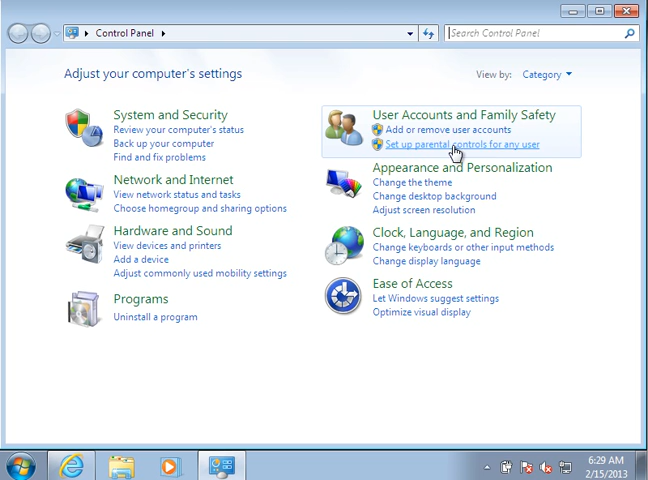 Control Panel
Search Control Panel
Adjust your computer's settings
View by: Category
System and Security
Review your computer's status
Back up your computer
Find and fix problems
Network and Internet
View network status and tasks
Choose homegroup and sharing options
Hardware and Sound
View devices and printers
Add a device
Adjust commonly used mobility settings
Programs
Uninstall a program
User Accounts and Family Safety
Add or remove user accounts
Set up parental controls for any user
Appearance and Personalization
Change the theme
Change desktop background
Adjust screen resolution
Clock, Language, and Region
Change keyboards or other input methods
Change display language
Ease of Access
Let Windows suggest settings
Optimize visual display
6:29 AM
2/15/2013